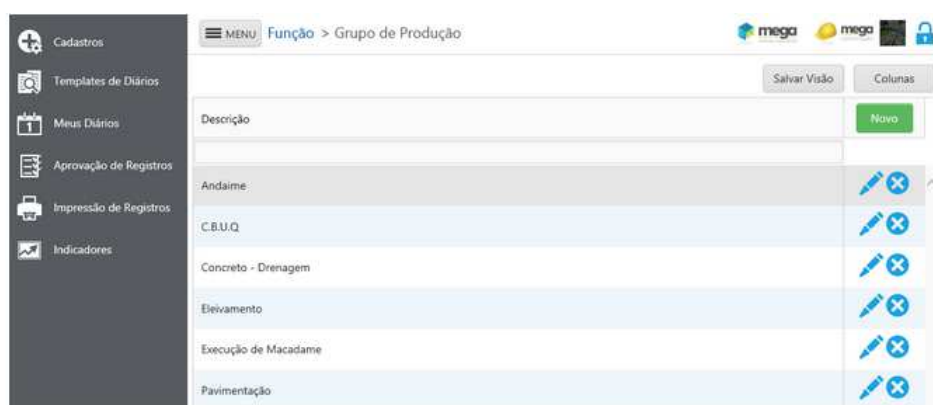 Cadastros
Templates de Diários
Meus Diários
Aprovação de Registros
Impressão de Registros
Indicadores
MENU Função > Grupo de Produção
mega mega
Salvar Visão Colunas
Descrição Novo
Andaime
C.B.U.Q
Concreto - Drenagem
Eleivamento
Execução de Macadame
Pavimentação